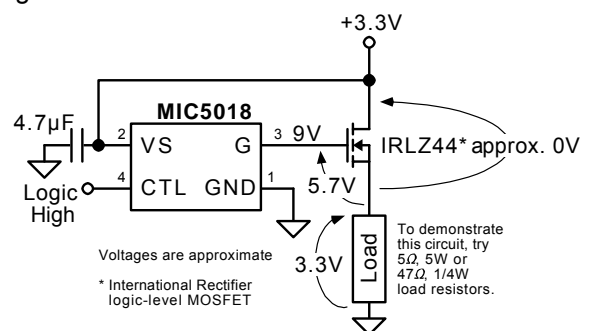 +3.3V
MIC5018
4.7µF
2
VS
G
3
9V
IRLZ44*
approx. 0V
4
CTL
GND
1
5.7V
Logic
High
Load
3.3V
To demonstrate
this circuit, try
5Ω, 5W or
47Ω, 1/4W
load resistors.
Voltages are approximate
* International Rectifier
logic-level MOSFET